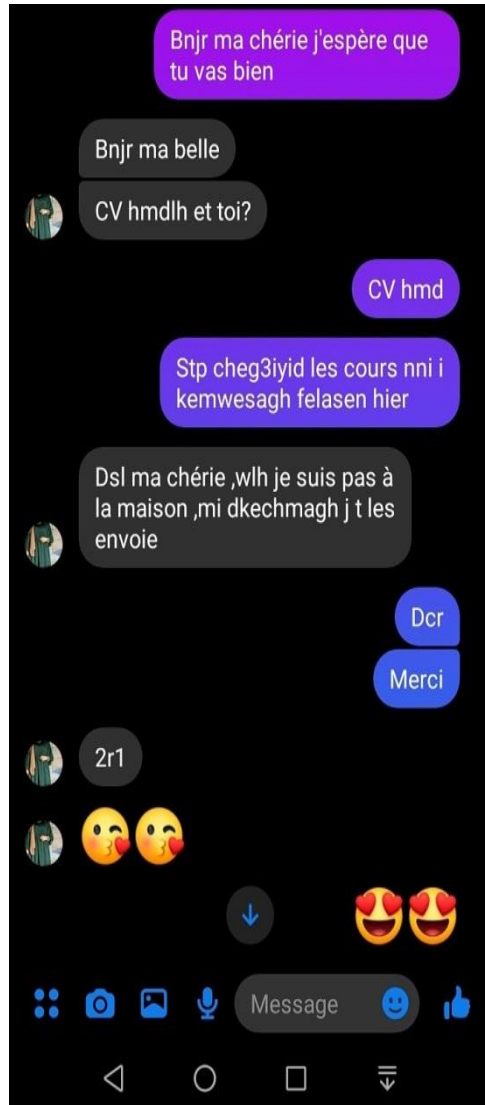 Bnjr ma chérie j'espère que
tu vas bien
Bnjr ma belle
CV hmdlh et toi?
CV hmd
Stp cheg3iyid les cours nni i
kemwesagh felasen hier
Dsl ma chérie ,wlh je suis pas à
la maison ,mi dkechmagh j t les
envoie
Dcr
Merci
2r1
😘😘
😍😍
Message